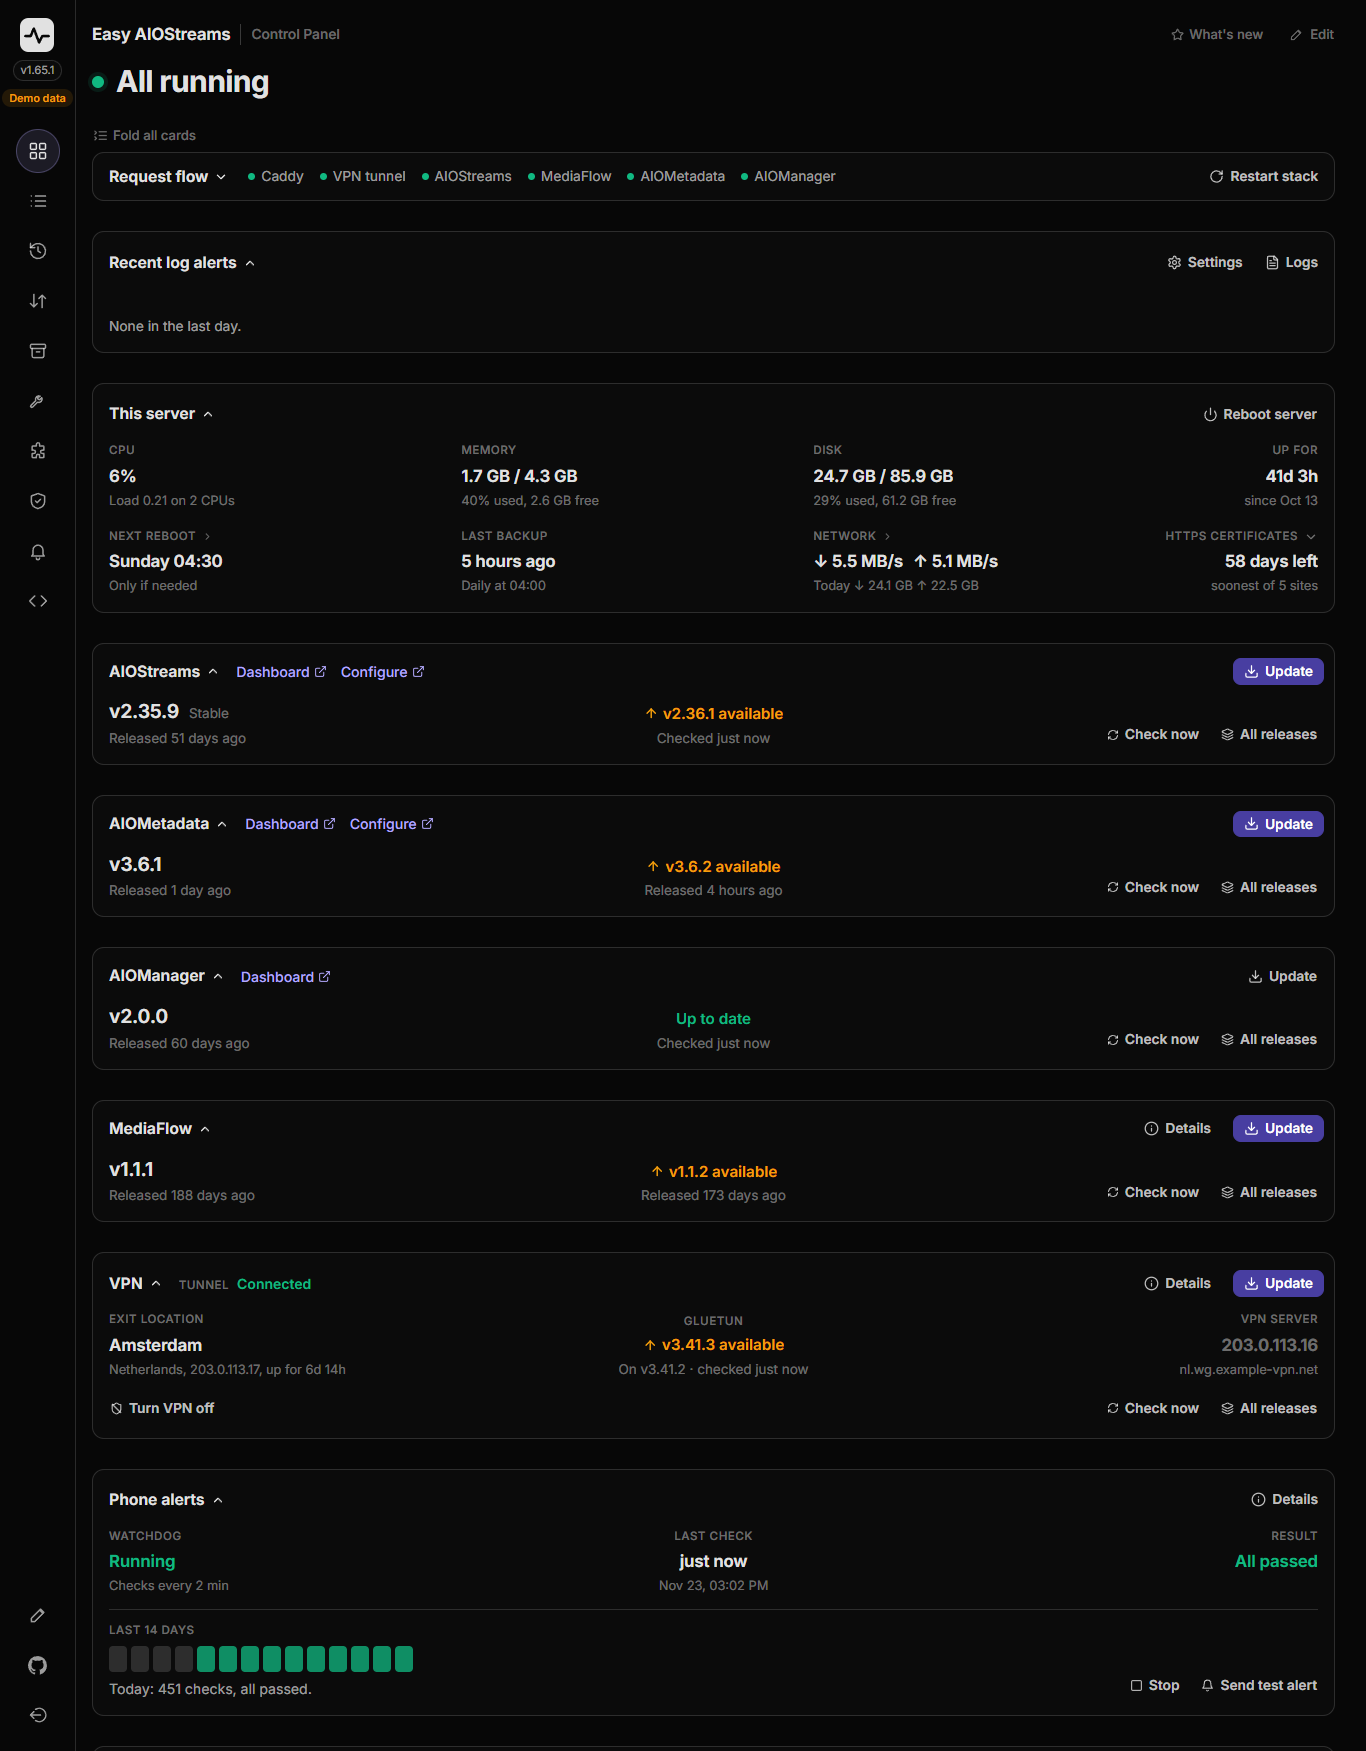 Easy AIOStreams
Control Panel
What's new
Edit
v1.65.1
Demo data
All running
Fold all cards
Request flow
Caddy
VPN tunnel
AIOStreams
MediaFlow
AIOMetadata
AIOManager
Restart stack
Recent log alerts
Settings
Logs
None in the last day.
This server
Reboot server
CPU
MEMORY
DISK
UP FOR
6%
1.7 GB / 4.3 GB
24.7 GB / 85.9 GB
41d 3h
Load 0.21 on 2 CPUs
40% used, 2.6 GB free
29% used, 61.2 GB free
since Oct 13
NEXT REBOOT
LAST BACKUP
NETWORK
HTTPS CERTIFICATES
Sunday 04:30
5 hours ago
↓ 5.5 MB/s ↑ 5.1 MB/s
58 days left
Only if needed
Daily at 04:00
Today ↓ 24.1 GB ↑ 22.5 GB
soonest of 5 sites
AIOStreams
Dashboard
Configure
Update
v2.35.9 Stable
↑ v2.36.1 available
Released 51 days ago
Checked just now
Check now
All releases
AIOMetadata
Dashboard
Configure
Update
v3.6.1
↑ v3.6.2 available
Released 1 day ago
Released 4 hours ago
Check now
All releases
AIOManager
Dashboard
Update
v2.0.0
Up to date
Released 60 days ago
Checked just now
Check now
All releases
MediaFlow
Details
Update
v1.1.1
↑ v1.1.2 available
Released 188 days ago
Released 173 days ago
Check now
All releases
VPN
TUNNEL Connected
Details
Update
EXIT LOCATION
GLUETUN
VPN SERVER
Amsterdam
↑ v3.41.3 available
203.0.113.16
Netherlands, 203.0.113.17, up for 6d 14h
On v3.41.2 · checked just now
nl.wg.example-vpn.net
Turn VPN off
Check now
All releases
Phone alerts
Details
WATCHDOG
LAST CHECK
RESULT
Running
just now
All passed
Checks every 2 min
Nov 23, 03:02 PM
LAST 14 DAYS
Today: 451 checks, all passed.
Stop
Send test alert